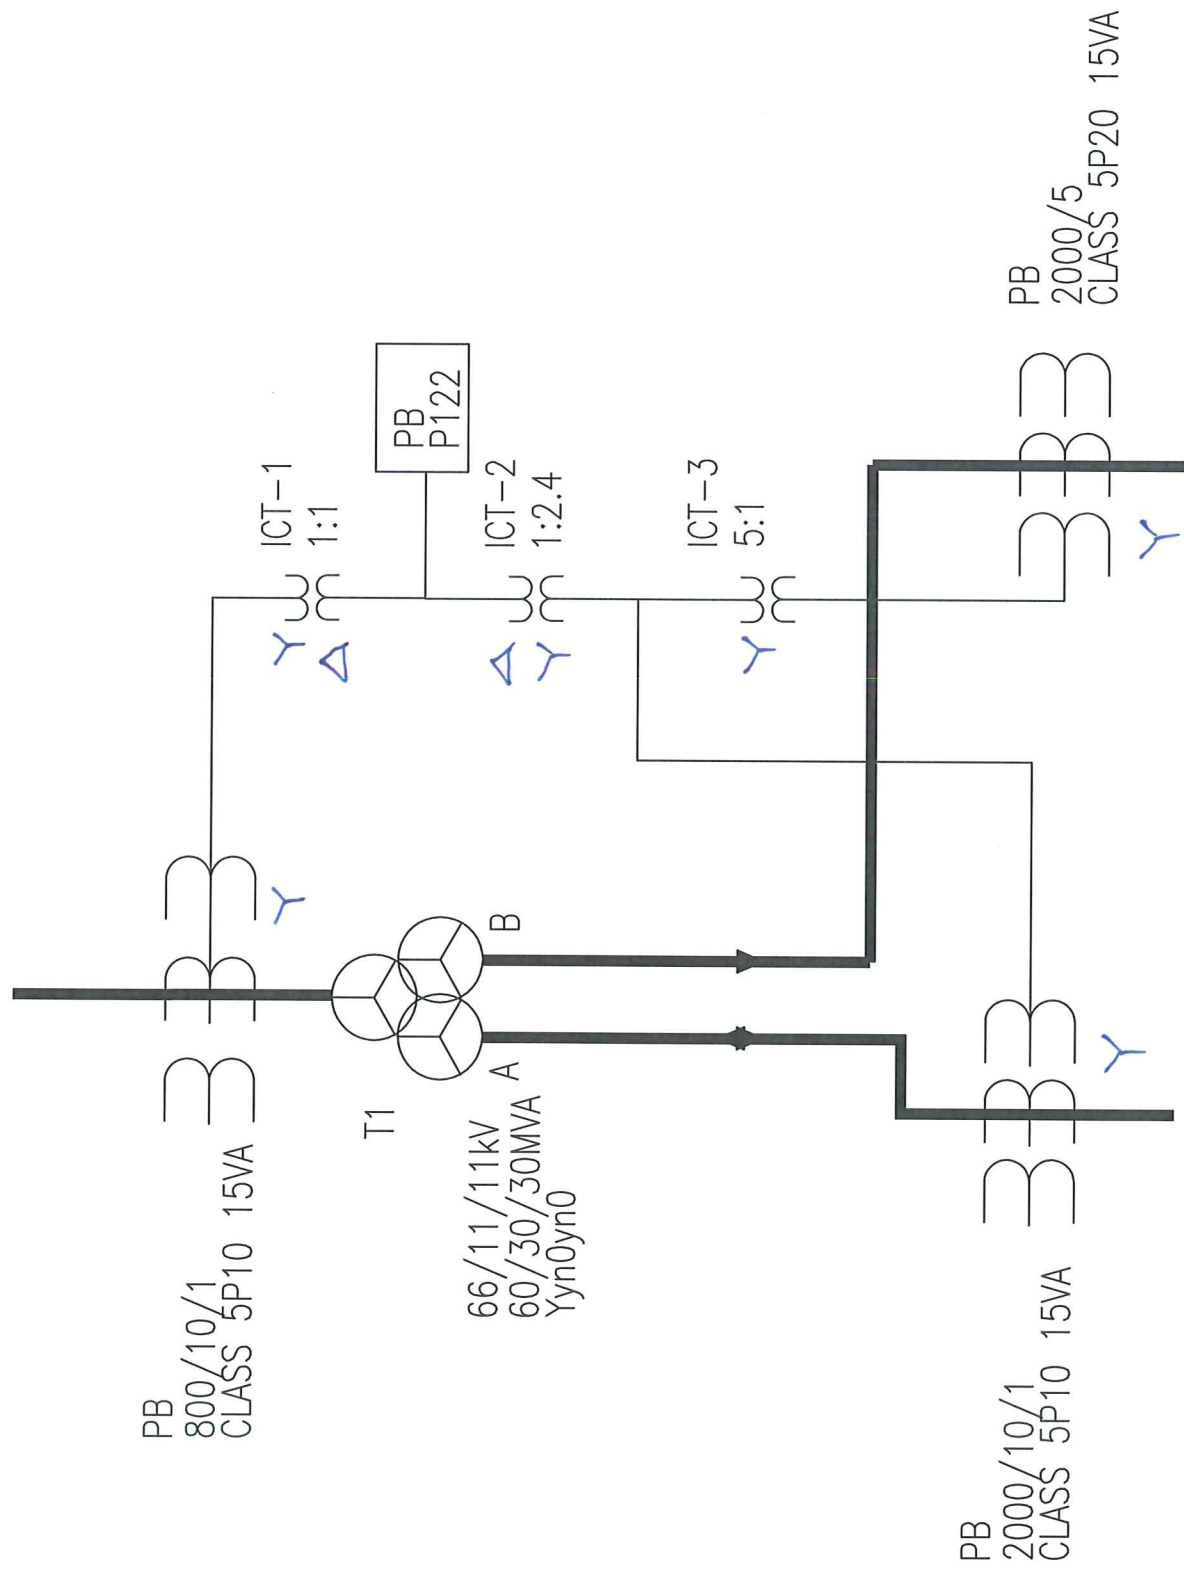 PB
800/10/1
CLASS 5P10 15VA
ICT-1
1:1
T1
PB
P122
66/11/11kV
60/30/30MVA
Yyn0yn0
A
B
ICT-2
1:2.4
ICT-3
5:1
PB
2000/10/1
CLASS 5P10 15VA
PB
2000/5
CLASS 5P20 15VA